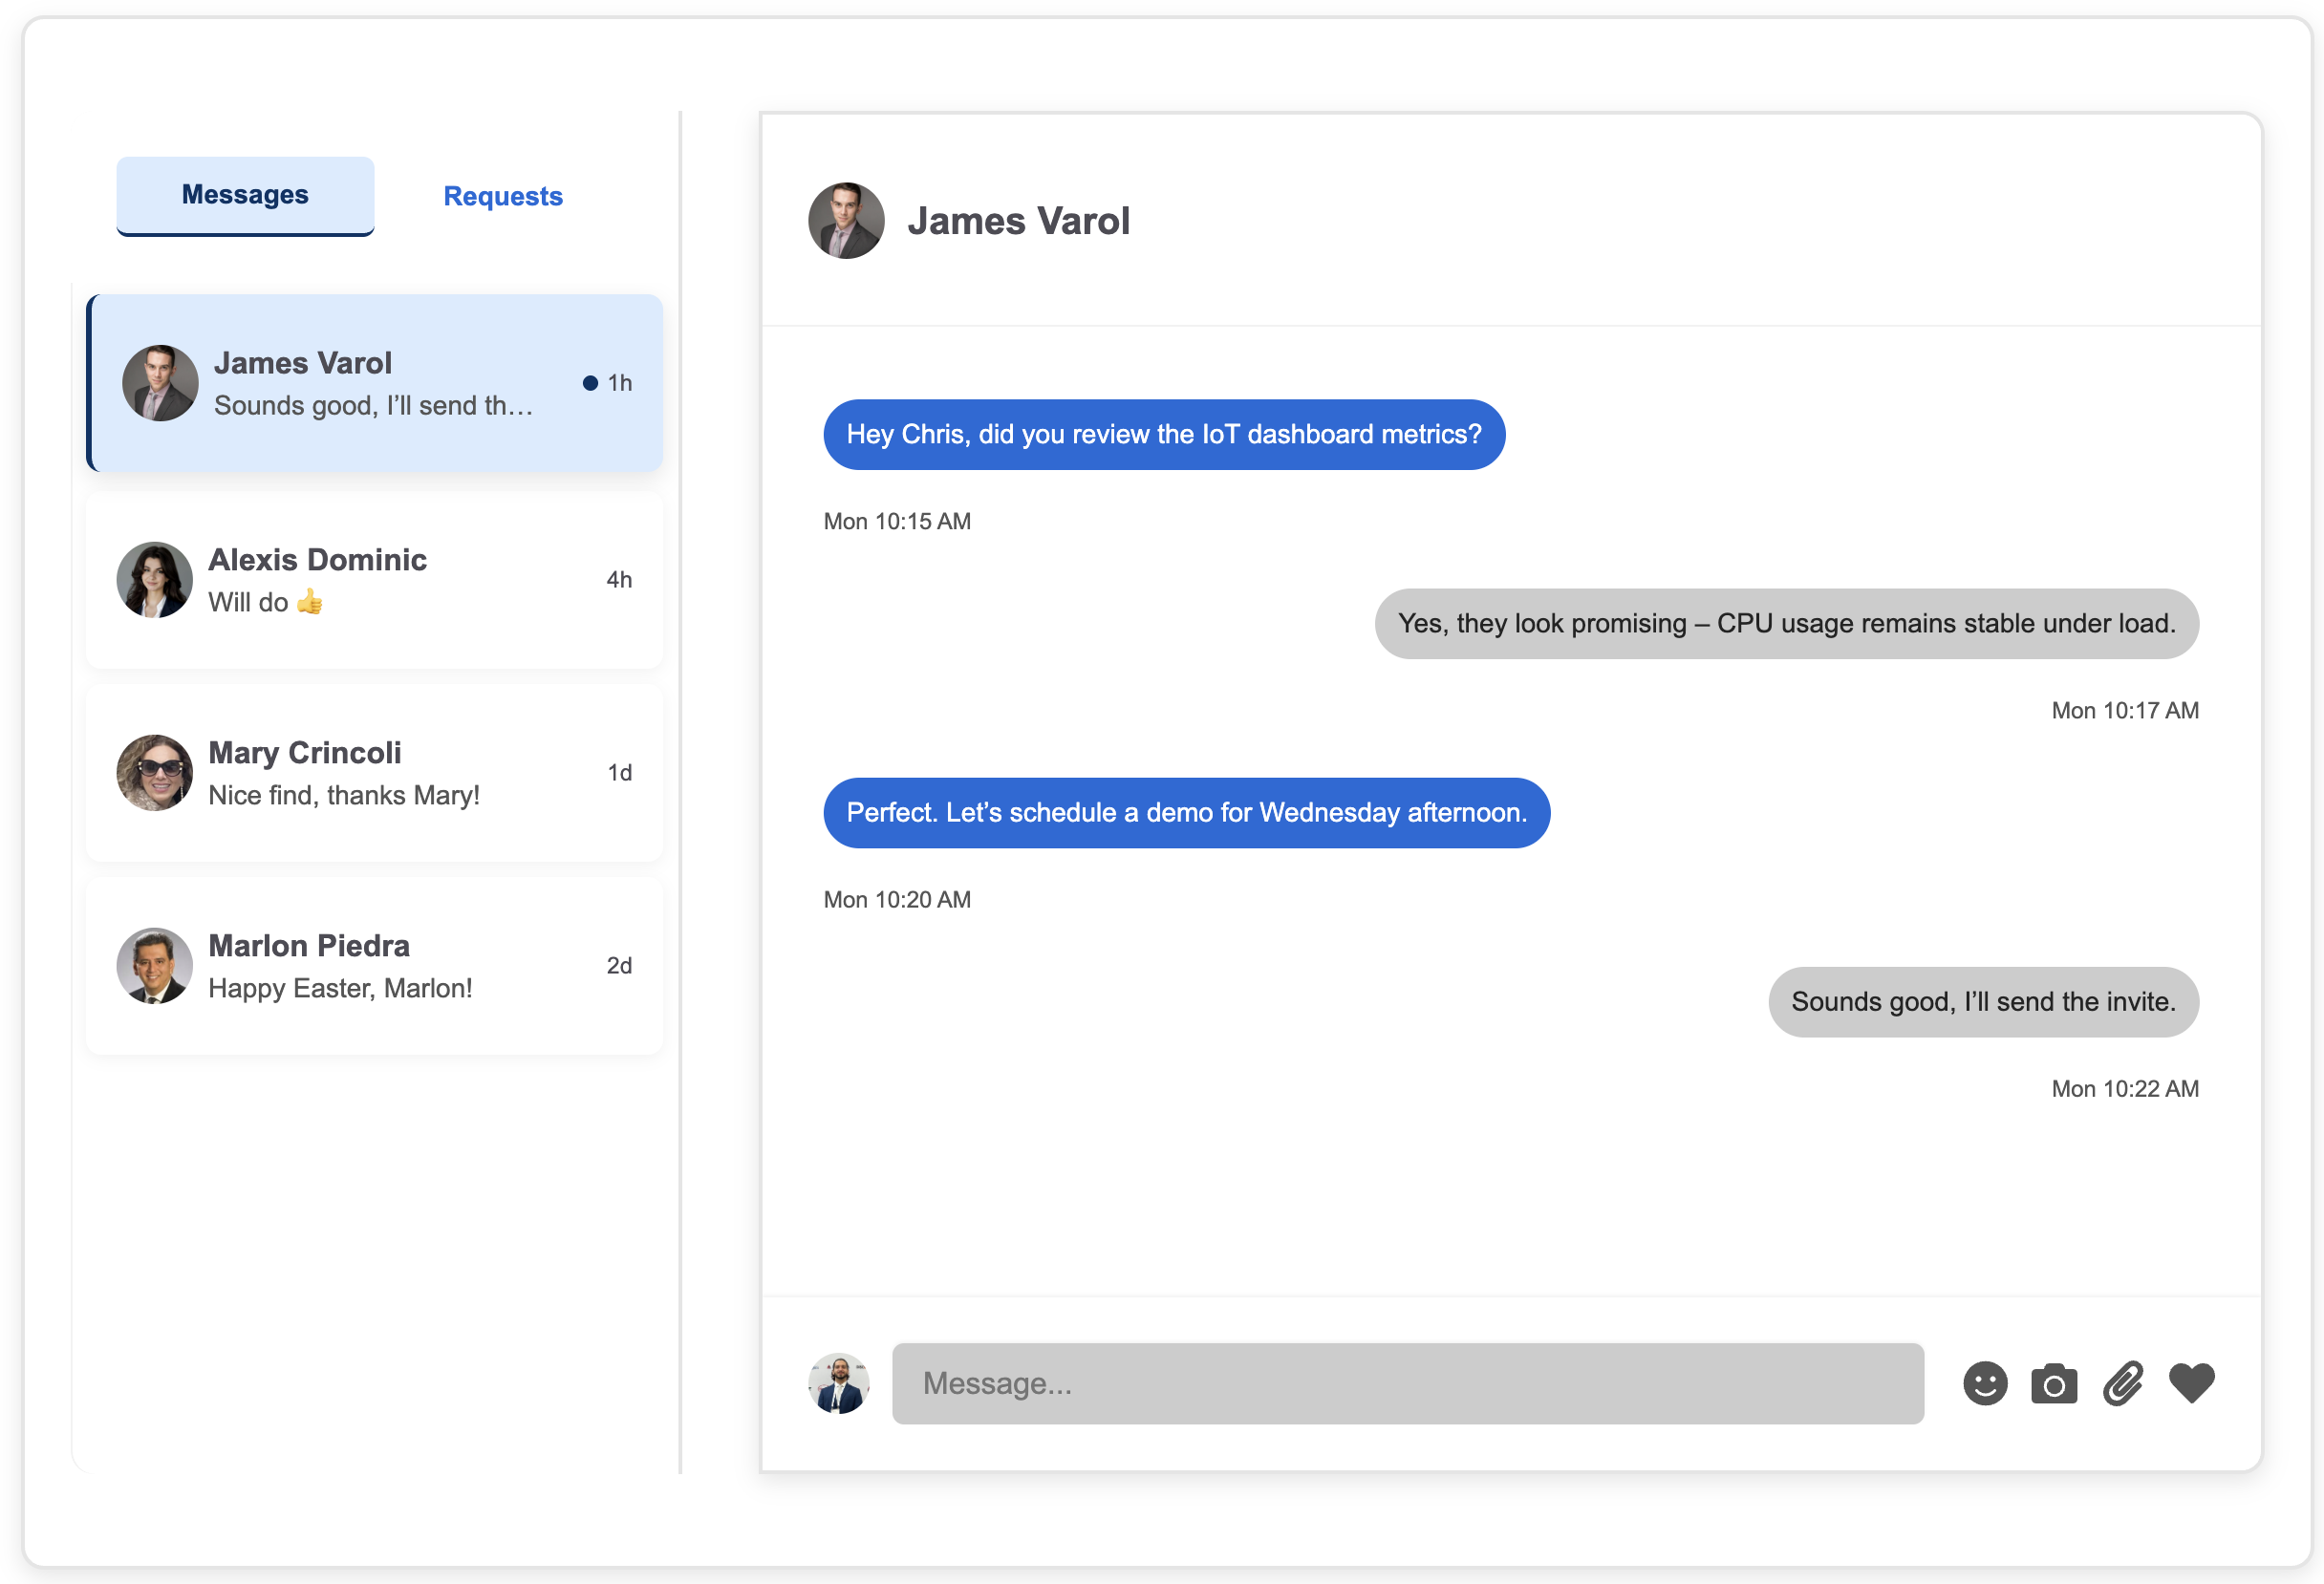 Messages
Requests
James Varol
Sounds good, I’ll send th…
1h
Alexis Dominic
Will do 👍
4h
Mary Crincoli
Nice find, thanks Mary!
1d
Marlon Piedra
Happy Easter, Marlon!
2d
James Varol
Hey Chris, did you review the IoT dashboard metrics?
Mon 10:15 AM
Yes, they look promising – CPU usage remains stable under load.
Mon 10:17 AM
Perfect. Let’s schedule a demo for Wednesday afternoon.
Mon 10:20 AM
Sounds good, I’ll send the invite.
Mon 10:22 AM
Message...